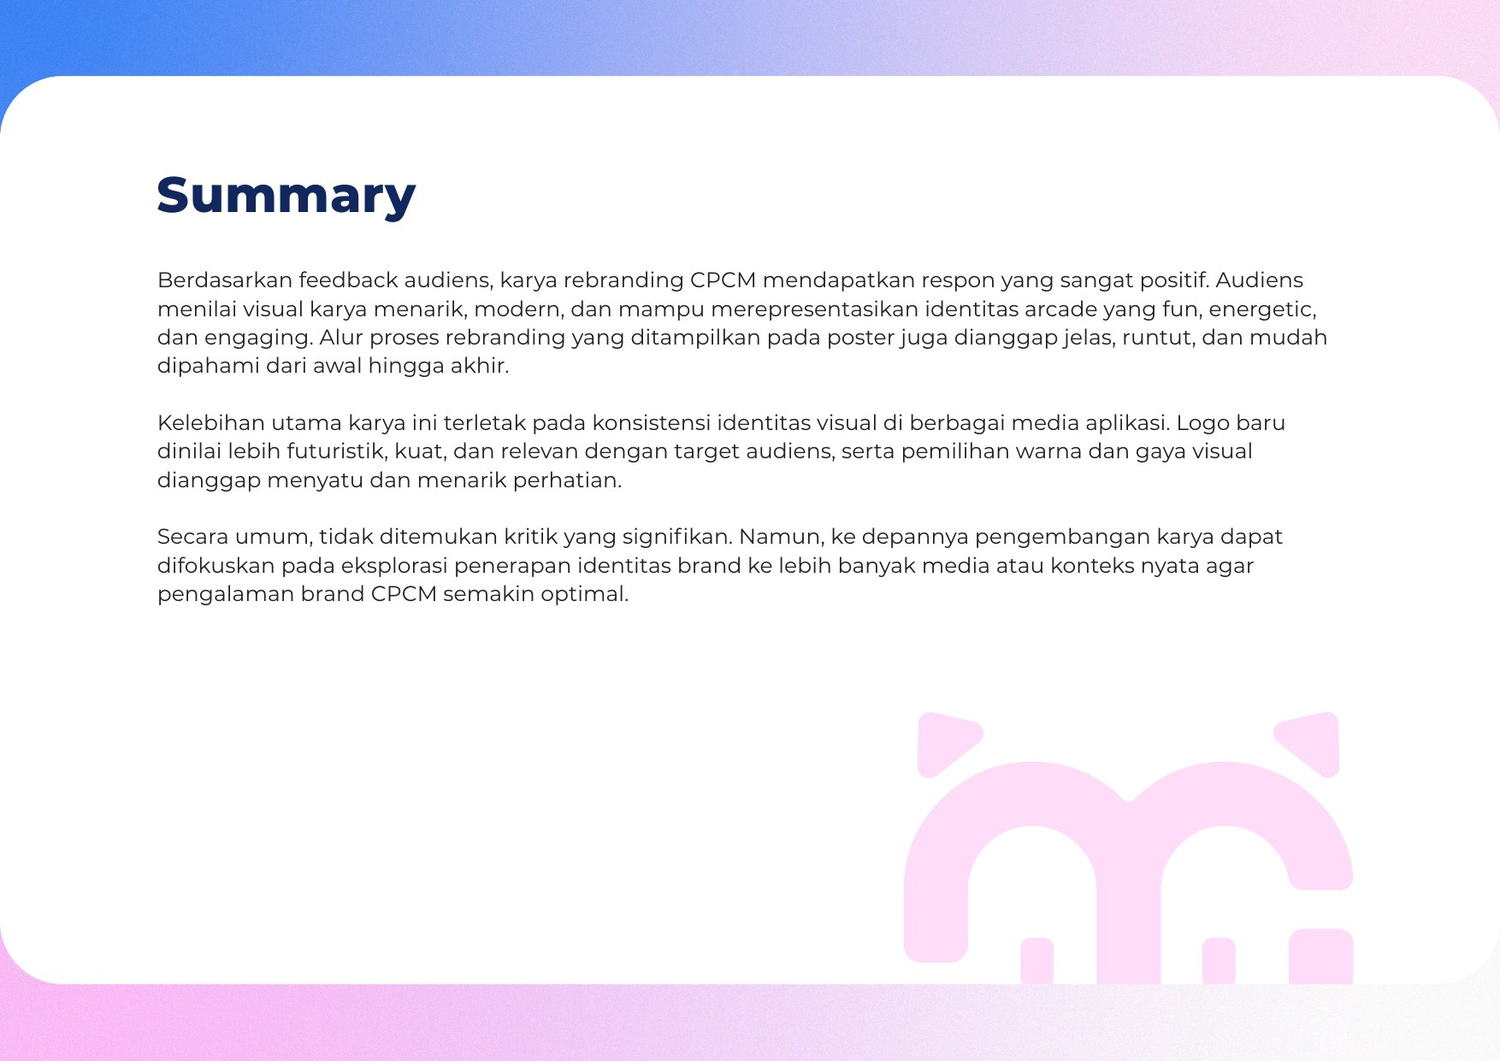 Summary
Berdasarkan feedback audiens, karya rebranding CPCM mendapatkan respon yang sangat positif. Audiens
menilai visual karya menarik, modern, dan mampu merepresentasikan identitas arcade yang fun, energetic,
dan engaging. Alur proses rebranding yang ditampilkan pada poster juga dianggap jelas, runtut, dan mudah
dipahami dari awal hingga akhir.
Kelebihan utama karya ini terletak pada konsistensi identitas visual di berbagai media aplikasi. Logo baru
dinilai lebih futuristik, kuat, dan relevan dengan target audiens, serta pemilihan warna dan gaya visual
dianggap menyatu dan menarik perhatian.
Secara umum, tidak ditemukan kritik yang signifikan. Namun, ke depannya pengembangan karya dapat
difokuskan pada eksplorasi penerapan identitas brand ke lebih banyak media atau konteks nyata agar
pengalaman brand CPCM semakin optimal.